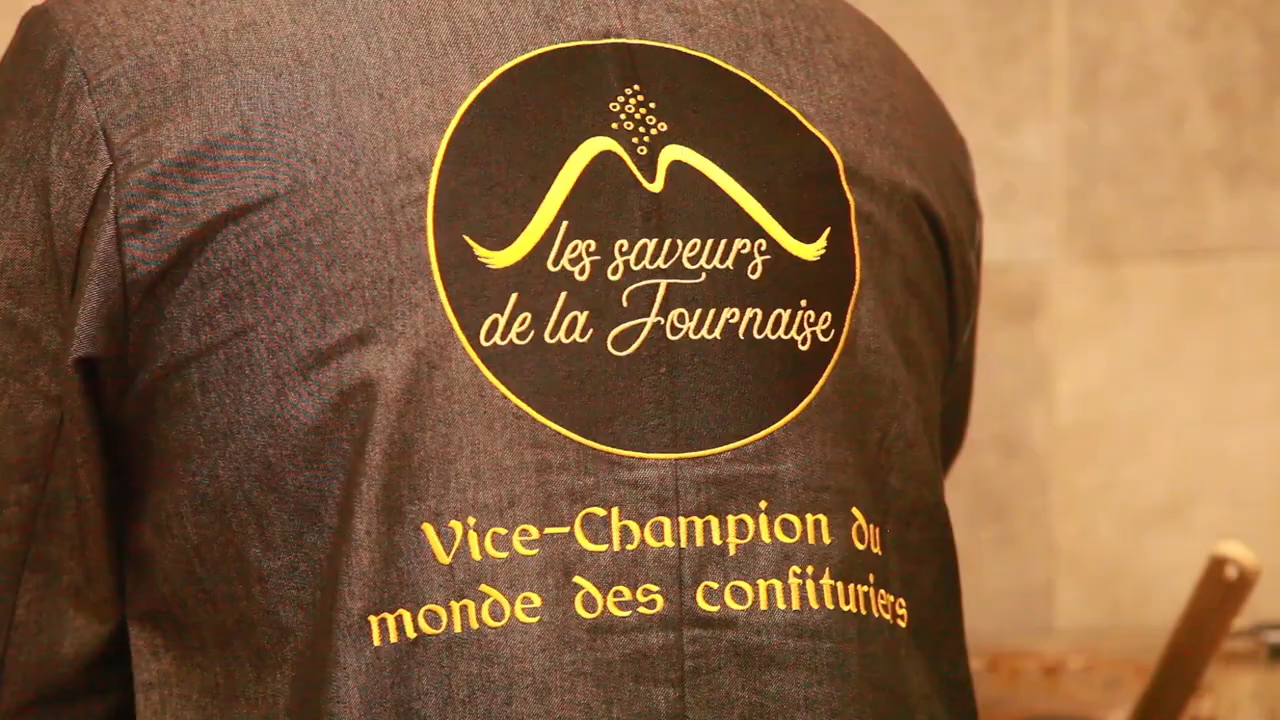 les saveurs
de la Fournaise
Vice-Champion du
monde des confituriers